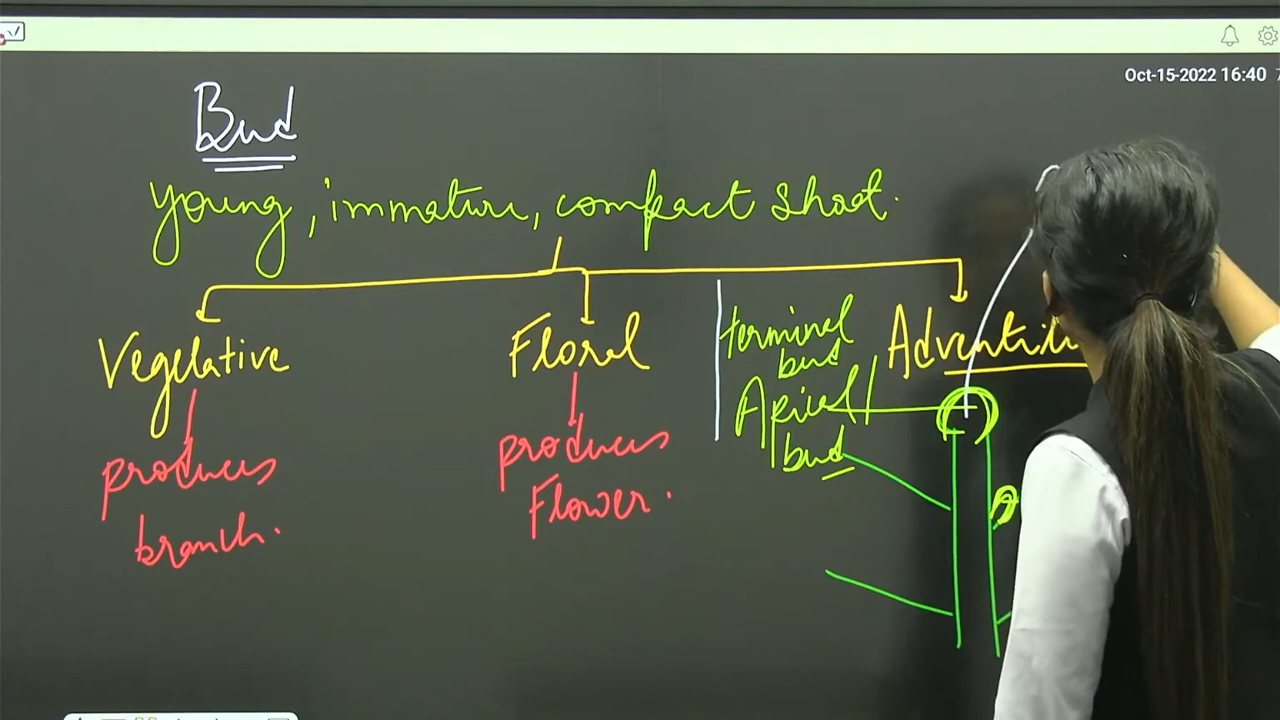 Oct-15-2022 16:40
Bud
young, immature, compact shoot.
Vegetative
Floral
terminal
bud
Apical
bud
produces
branch.
produces
Flower.